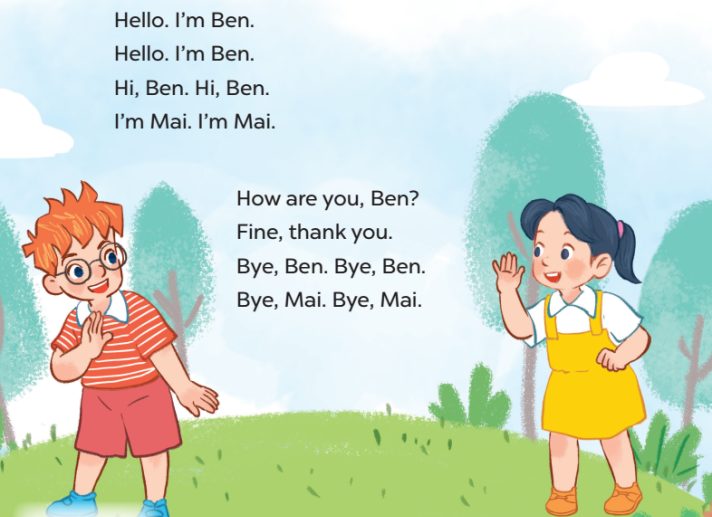 Hello. I'm Ben.
Hello. I'm Ben.
Hi, Ben. Hi, Ben.
I'm Mai. I'm Mai.
How are you, Ben?
Fine, thank you.
Bye, Ben. Bye, Ben.
Bye, Mai. Bye, Mai.